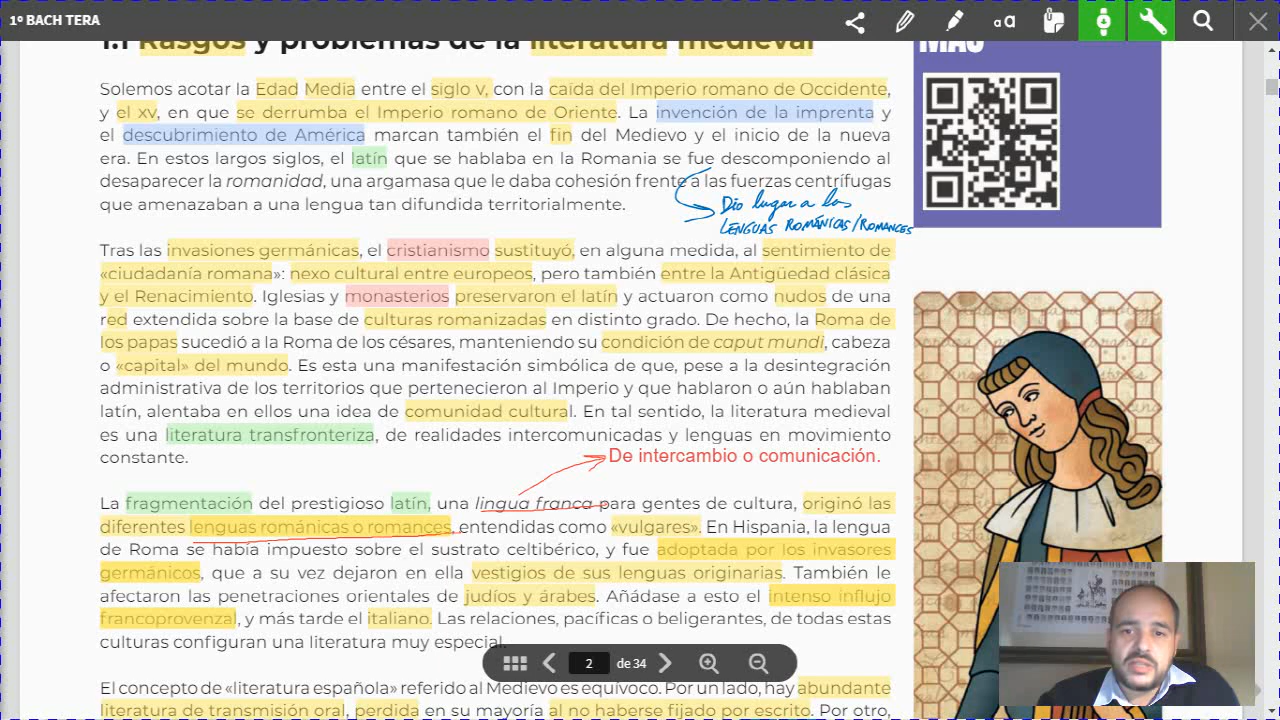 1º BACH TERA
1.1 Rasgos y problemas de la literatura medieval
MÁS
Solemos acotar la Edad Media entre el siglo V, con la caída del Imperio romano de Occidente,
y el XV, en que se derrumba el Imperio romano de Oriente. La invención de la imprenta y
el descubrimiento de América marcan también el fin del Medievo y el inicio de la nueva
era. En estos largos siglos, el latín que se hablaba en la Romania se fue descomponiendo al
desaparecer la romanidad, una argamasa que le daba cohesión frente a las fuerzas centrífugas
que amenazaban a una lengua tan difundida territorialmente.
Dio lugar a las
LENGUAS ROMÁNICAS/ROMANCES
Tras las invasiones germánicas, el cristianismo sustituyó, en alguna medida, al sentimiento de
«ciudadanía romana»: nexo cultural entre europeos, pero también entre la Antigüedad clásica
y el Renacimiento. Iglesias y monasterios preservaron el latín y actuaron como nudos de una
red extendida sobre la base de culturas romanizadas en distinto grado. De hecho, la Roma de
los papas sucedió a la Roma de los césares, manteniendo su condición de caput mundi, cabeza
o «capital» del mundo. Es esta una manifestación simbólica de que, pese a la desintegración
administrativa de los territorios que pertenecieron al Imperio y que hablaron o aún hablaban
latín, alentaba en ellos una idea de comunidad cultural. En tal sentido, la literatura medieval
es una literatura transfronteriza, de realidades intercomunicadas y lenguas en movimiento
constante.
De intercambio o comunicación.
La fragmentación del prestigioso latín, una lingua franca para gentes de cultura, originó las
diferentes lenguas románicas o romances, entendidas como «vulgares». En Hispania, la lengua
de Roma se había impuesto sobre el sustrato celtibérico, y fue adoptada por los invasores
germánicos, que a su vez dejaron en ella vestigios de sus lenguas originarias. También le
afectaron las penetraciones orientales de judíos y árabes. Añádase a esto el intenso influjo
francoprovenzal, y más tarde el italiano. Las relaciones, pacíficas o beligerantes, de todas estas
culturas configuran una literatura muy especial.
2 de 34
El concepto de «literatura española» referido al Medievo es equívoco. Por un lado, hay abundante
literatura de transmisión oral, perdida en su mayoría al no haberse fijado por escrito. Por otro,